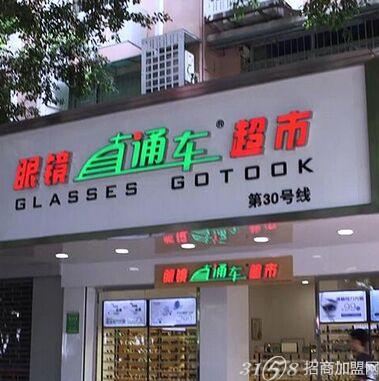 眼镜直通车®超市
GLASSES GOTOOK
第30号线
眼镜直通车超市
99
3158招商加盟网